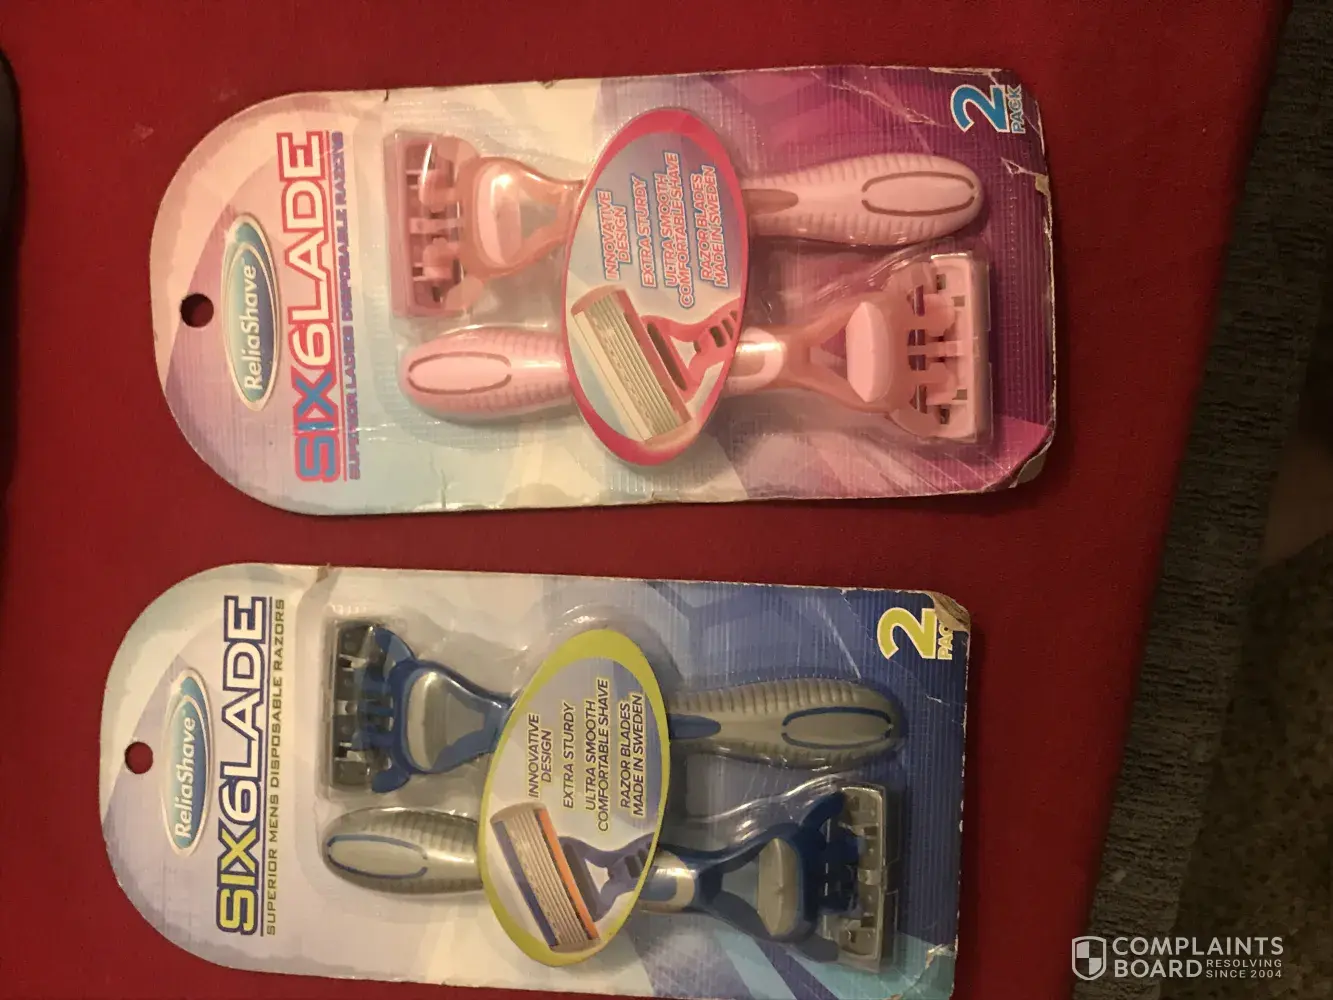 ReliaShave
SIX6LADE
SUPERIOR LADIES DISPOSABLE RAZORS
INNOVATIVE
DESIGN
EXTRA STURDY
ULTRA SMOOTH
COMFORTABLE SHAVE
RAZOR BLADES
MADE IN SWEDEN
2
PACK
ReliaShave
SIX6LADE
SUPERIOR MENS DISPOSABLE RAZORS
INNOVATIVE
DESIGN
EXTRA STURDY
ULTRA SMOOTH
COMFORTABLE SHAVE
RAZOR BLADES
MADE IN SWEDEN
2
PAC
COMPLAINTS
BOARD RESOLVING
SINCE 2004